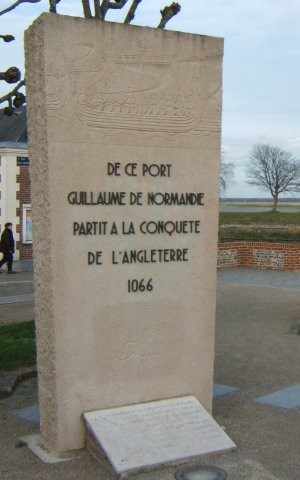 DE CE PORT
GUILLAUME DE NORMANDIE
PARTIT A LA CONQUETE
DE L'ANGLETERRE
1066